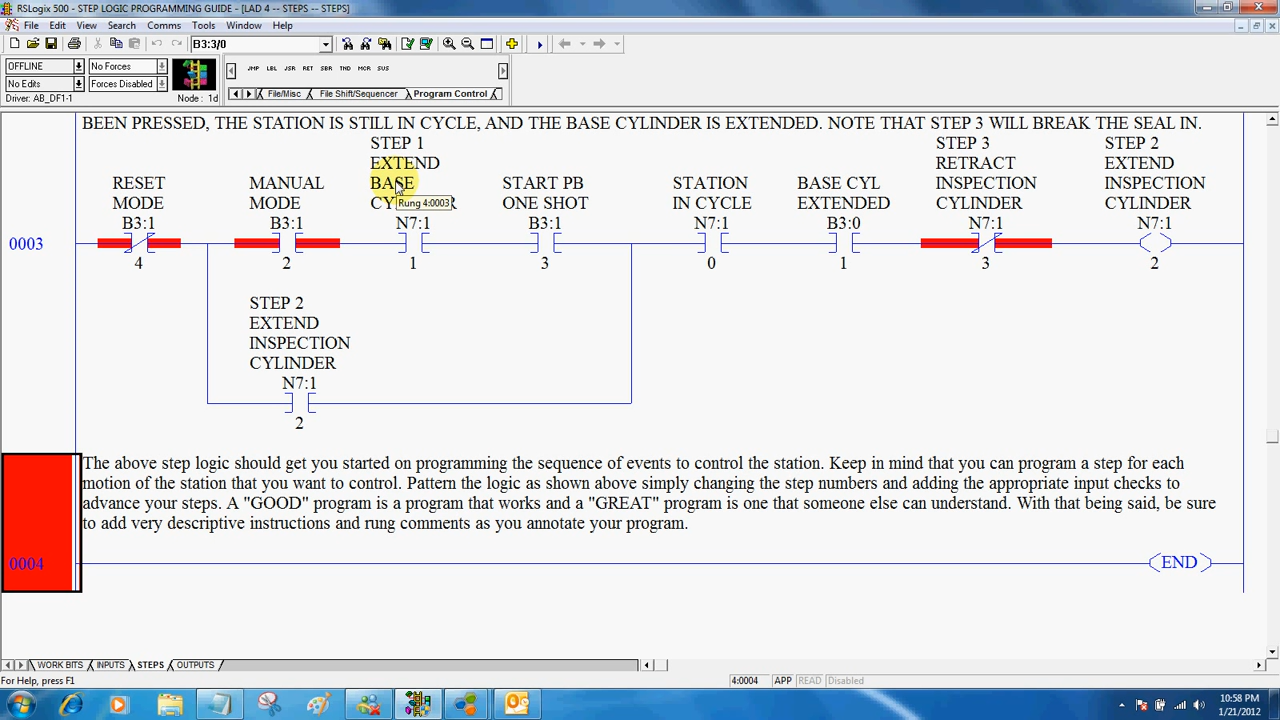 RSLogix 500 - STEP LOGIC PROGRAMMING GUIDE - [LAD 4 -- STEPS -- STEPS]
File Edit View Search Comms Tools Window Help
B3:3/0
OFFLINE No Forces
No Edits Forces Disabled
Driver: AB_DF1-1 Node : 1d
JMP LBL JSR RET SBR TND MCR SUS
File/Misc File Shift/Sequencer Program Control
BEEN PRESSED, THE STATION IS STILL IN CYCLE, AND THE BASE CYLINDER IS EXTENDED. NOTE THAT STEP 3 WILL BREAK THE SEAL IN.
STEP 1 STEP 3 STEP 2
EXTEND RETRACT EXTEND
RESET MANUAL BASE START PB STATION BASE CYL INSPECTION INSPECTION
MODE MODE ONE SHOT IN CYCLE EXTENDED CYLINDER CYLINDER
Rung 4:0003
B3:1 B3:1 N7:1 B3:1 N7:1 B3:0 N7:1 N7:1
0003
4 2 1 3 0 1 3 2
STEP 2
EXTEND
INSPECTION
CYLINDER
N7:1
2
The above step logic should get you started on programming the sequence of events to control the station. Keep in mind that you can program a step for each
motion of the station that you want to control. Pattern the logic as shown above simply changing the step numbers and adding the appropriate input checks to
advance your steps. A "GOOD" program is a program that works and a "GREAT" program is one that someone else can understand. With that being said, be sure
to add very descriptive instructions and rung comments as you annotate your program.
0004 END
WORK BITS INPUTS STEPS OUTPUTS
For Help, press F1 4:0004 APP READ Disabled
10:58 PM
1/21/2012